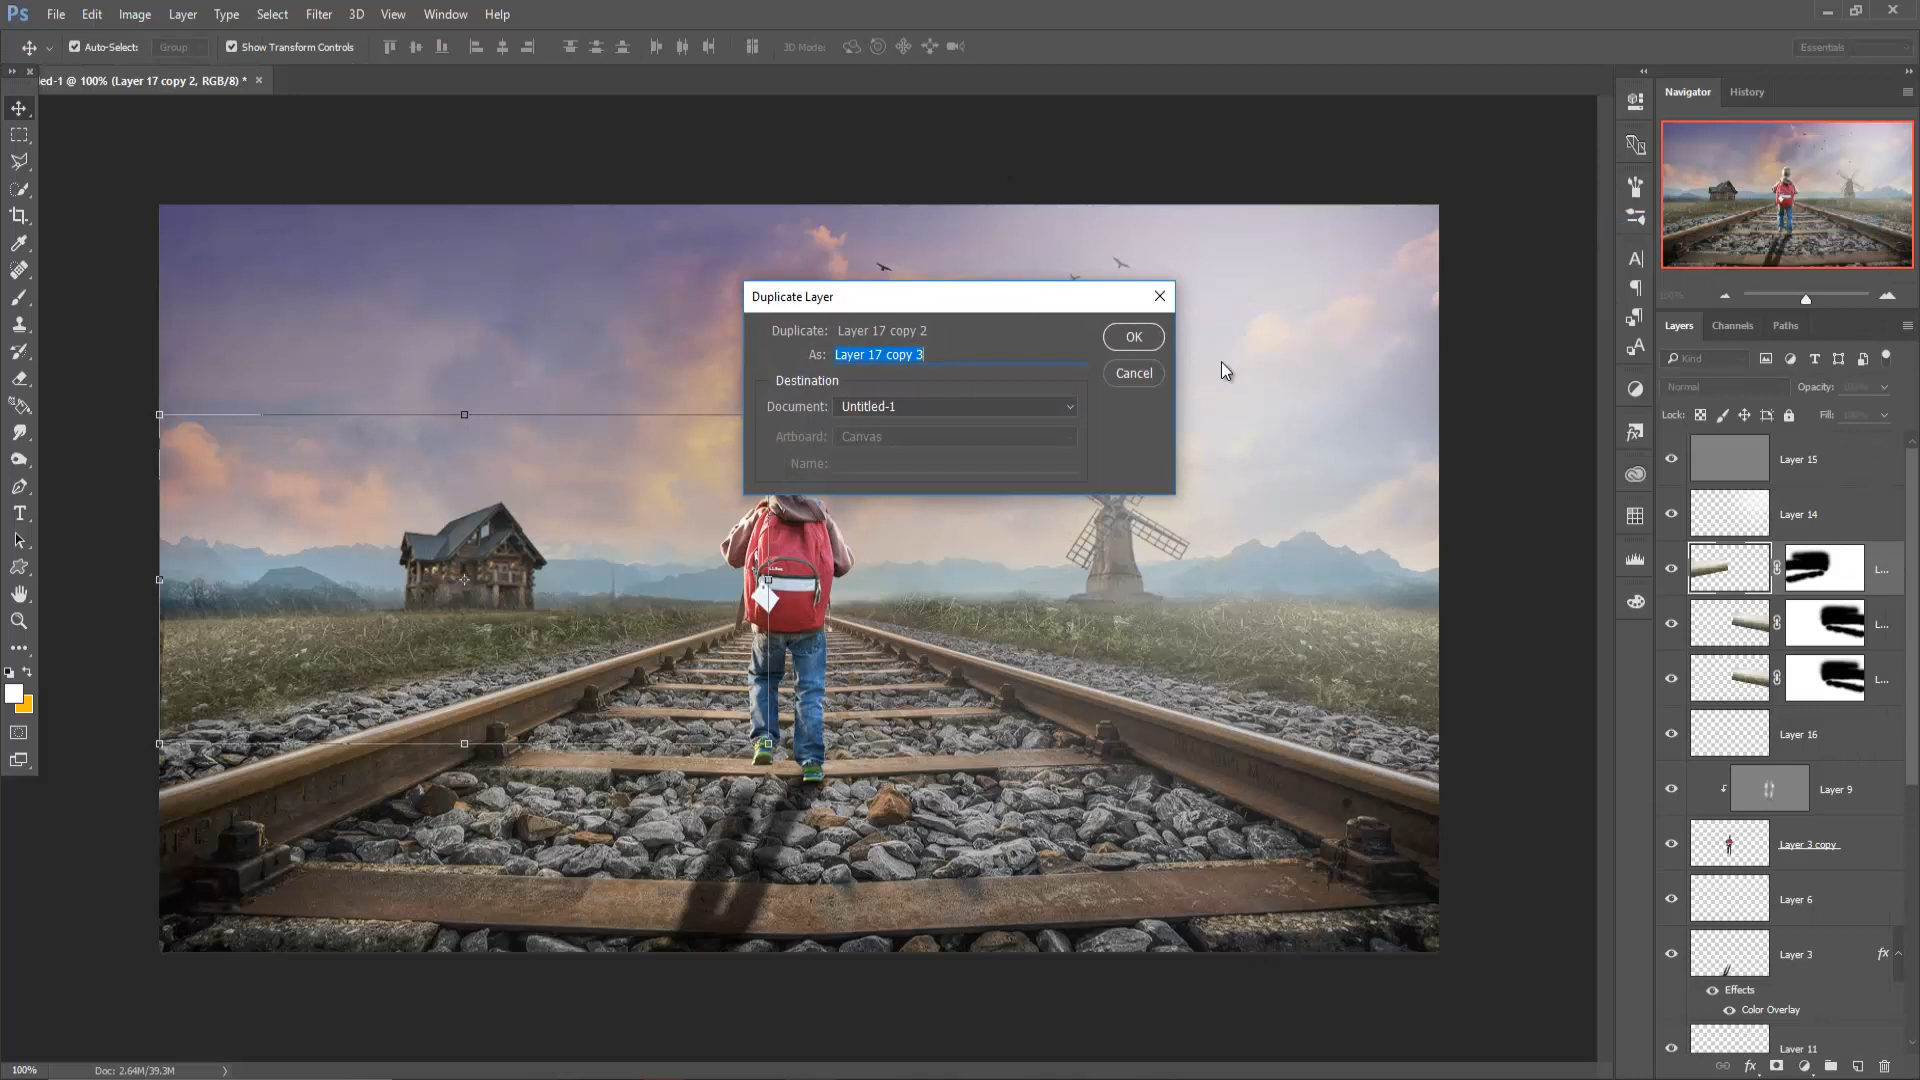 Ps File Edit Image Layer Type Select Filter 3D View Window Help
Auto-Select: Group Show Transform Controls 3D Mode: Essentials
ed-1 @ 100% (Layer 17 copy 2, RGB/8) *
Navigator History
Duplicate Layer
Duplicate: Layer 17 copy 2
As: Layer 17 copy 3
OK
Cancel
Destination
Document: Untitled-1
Artboard: Canvas
Name:
100%
Layers Channels Paths
Kind
Normal Opacity: 100%
Lock: Fill: 100%
Layer 15
Layer 14
L...
L...
L...
Layer 16
Layer 9
Layer 3 copy
Layer 6
Layer 3 fx
Effects
Color Overlay
Layer 11
100% Doc: 2.64M/39.3M